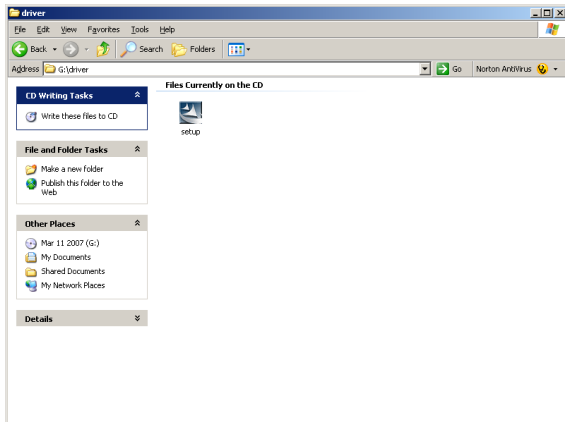 driver
File Edit View Favorites Tools Help
Back Search Folders
Address G:\driver Go Norton AntiVirus
Files Currently on the CD
CD Writing Tasks
Write these files to CD
setup
File and Folder Tasks
Make a new folder
Publish this folder to the
Web
Other Places
Mar 11 2007 (G:)
My Documents
Shared Documents
My Network Places
Details